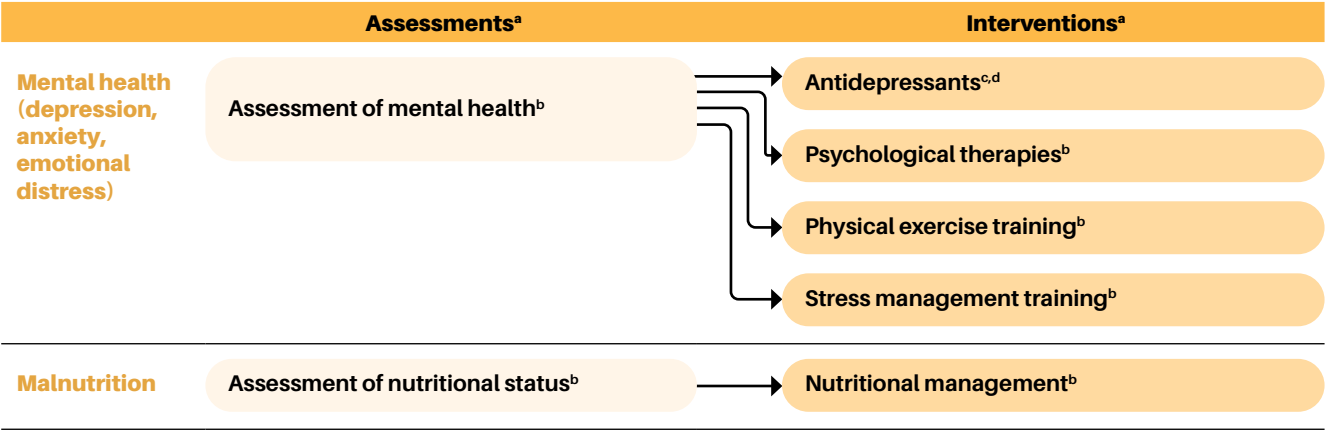 Assessmentsᵃ
Interventionsᵃ
Mental health
(depression,
anxiety,
emotional
distress)
Assessment of mental healthᵇ
Antidepressantsᶜ,ᵈ
Psychological therapiesᵇ
Physical exercise trainingᵇ
Stress management trainingᵇ
Malnutrition
Assessment of nutritional statusᵇ
Nutritional managementᵇ